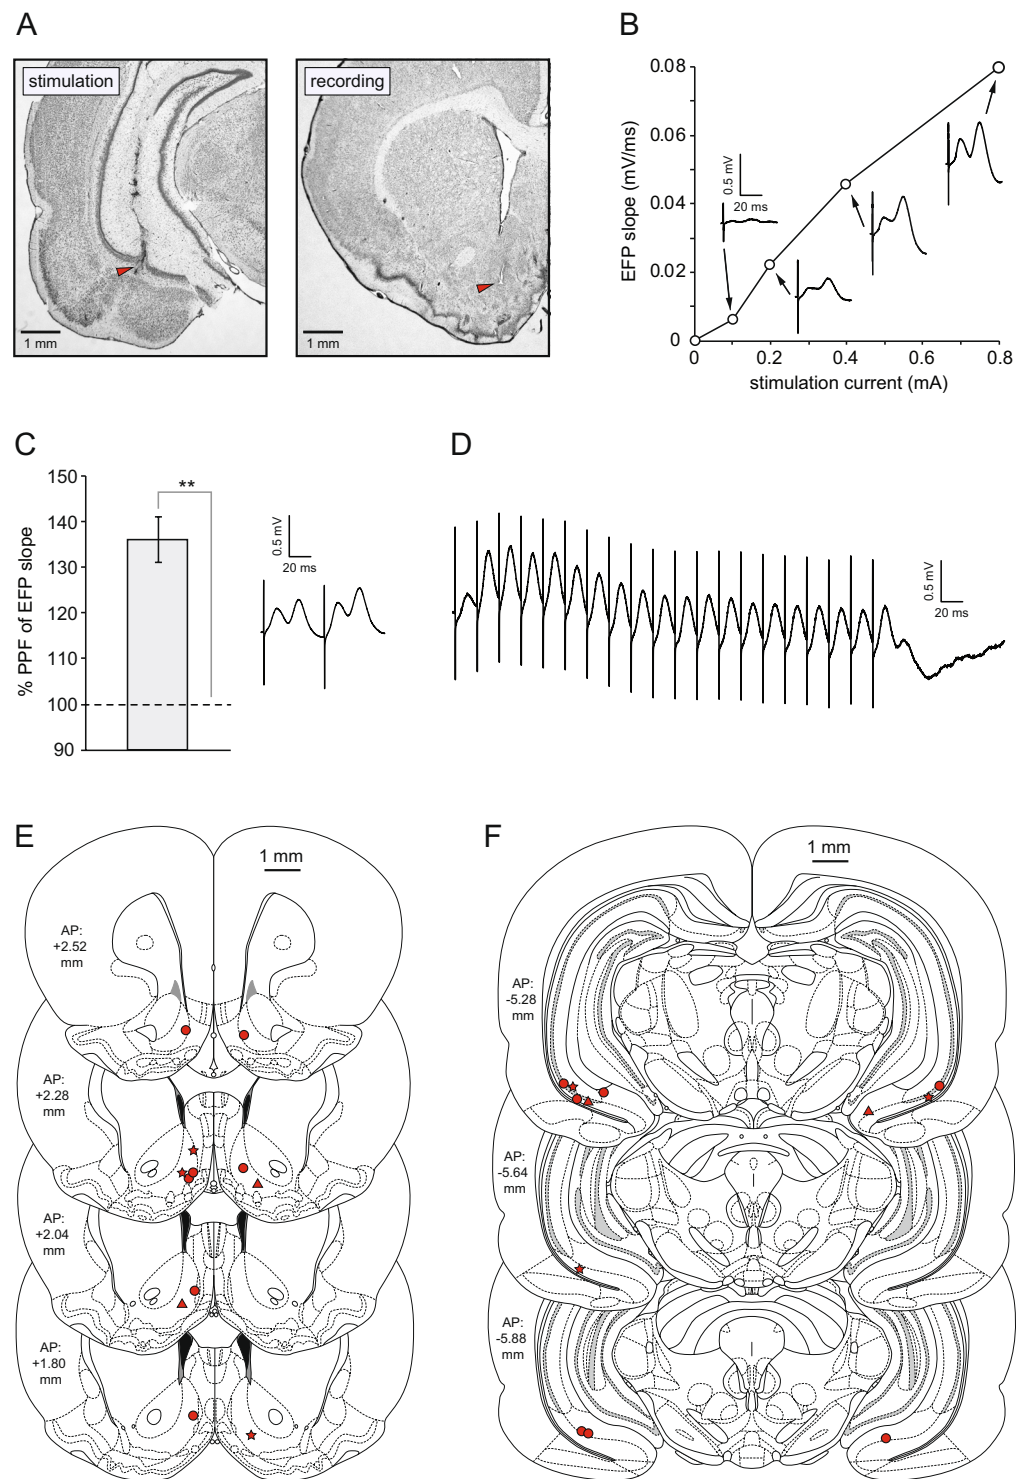 A
stimulation
1 mm
recording
1 mm
B
0.08
0.06
0.04
0.02
0
EFP slope (mV/ms)
0.5 mV
20 ms
0
0.2
0.4
0.6
0.8
stimulation current (mA)
C
150
140
130
120
110
100
90
% PPF of EFP slope
**
0.5 mV
20 ms
D
0.5 mV
20 ms
E
1 mm
AP:
+2.52
mm
AP:
+2.28
mm
AP:
+2.04
mm
AP:
+1.80
mm
F
1 mm
AP:
-5.28
mm
AP:
-5.64
mm
AP:
-5.88
mm